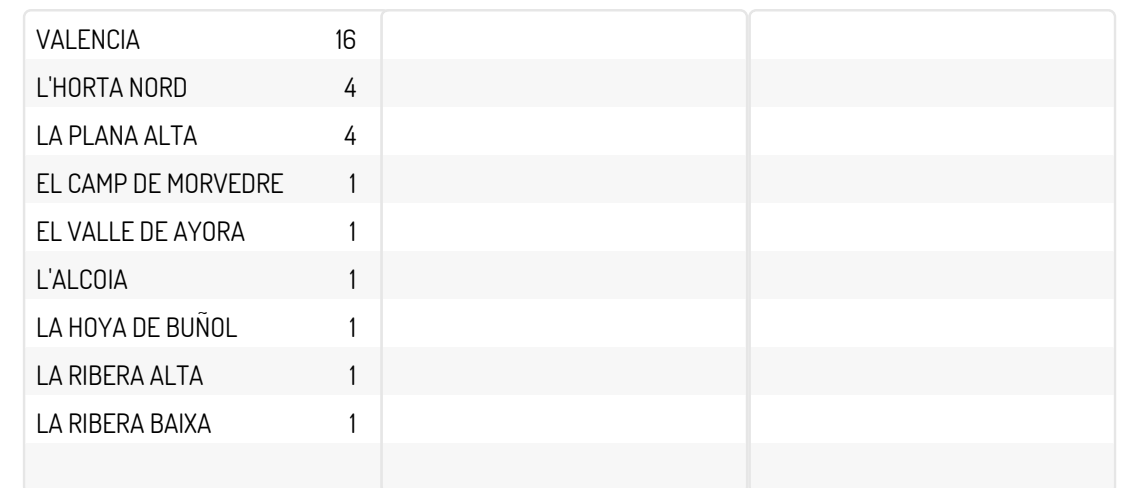 VALENCIA 16
L'HORTA NORD 4
LA PLANA ALTA 4
EL CAMP DE MORVEDRE 1
EL VALLE DE AYORA 1
L'ALCOIA 1
LA HOYA DE BUÑOL 1
LA RIBERA ALTA 1
LA RIBERA BAIXA 1